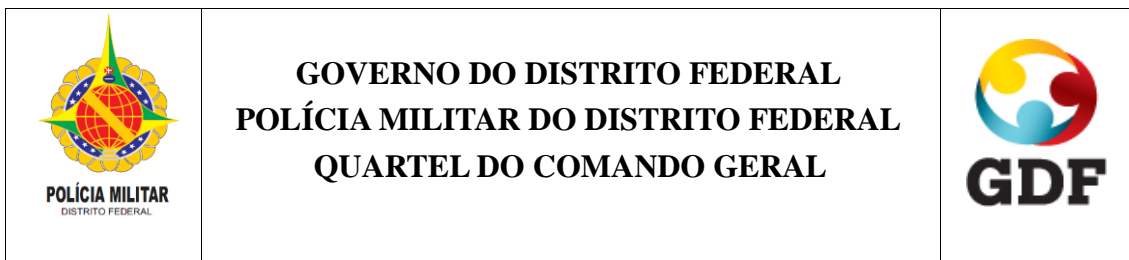 POLÍCIA MILITAR
DISTRITO FEDERAL
GOVERNO DO DISTRITO FEDERAL
POLÍCIA MILITAR DO DISTRITO FEDERAL
QUARTEL DO COMANDO GERAL
GDF